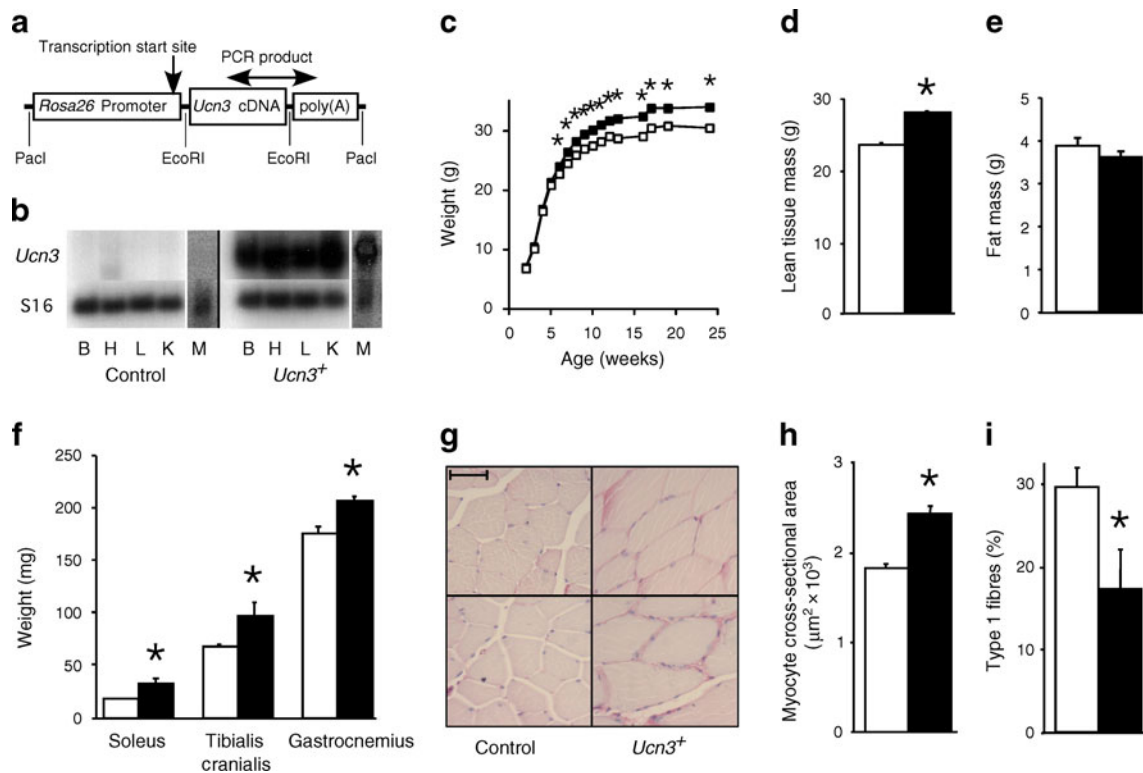 a
Transcription start site
PCR product
Rosa26 Promoter
Ucn3 cDNA
poly(A)
PacI
EcoRI
EcoRI
PacI
b
Ucn3
S16
B H L K M
B H L K M
Control
Ucn3+
c
Weight (g)
30
20
10
0
0 5 10 15 20 25
Age (weeks)
* * * * * * * * * * *
d
Lean tissue mass (g)
30
20
10
0
*
e
Fat mass (g)
5
4
3
2
1
0
f
Weight (mg)
250
200
150
100
50
0
* * *
Soleus
Tibialis
cranialis
Gastrocnemius
g
Control
Ucn3+
h
Myocyte cross-sectional area
(μm² × 10³)
3
2
1
0
*
i
Type 1 fibres (%)
30
20
10
0
*